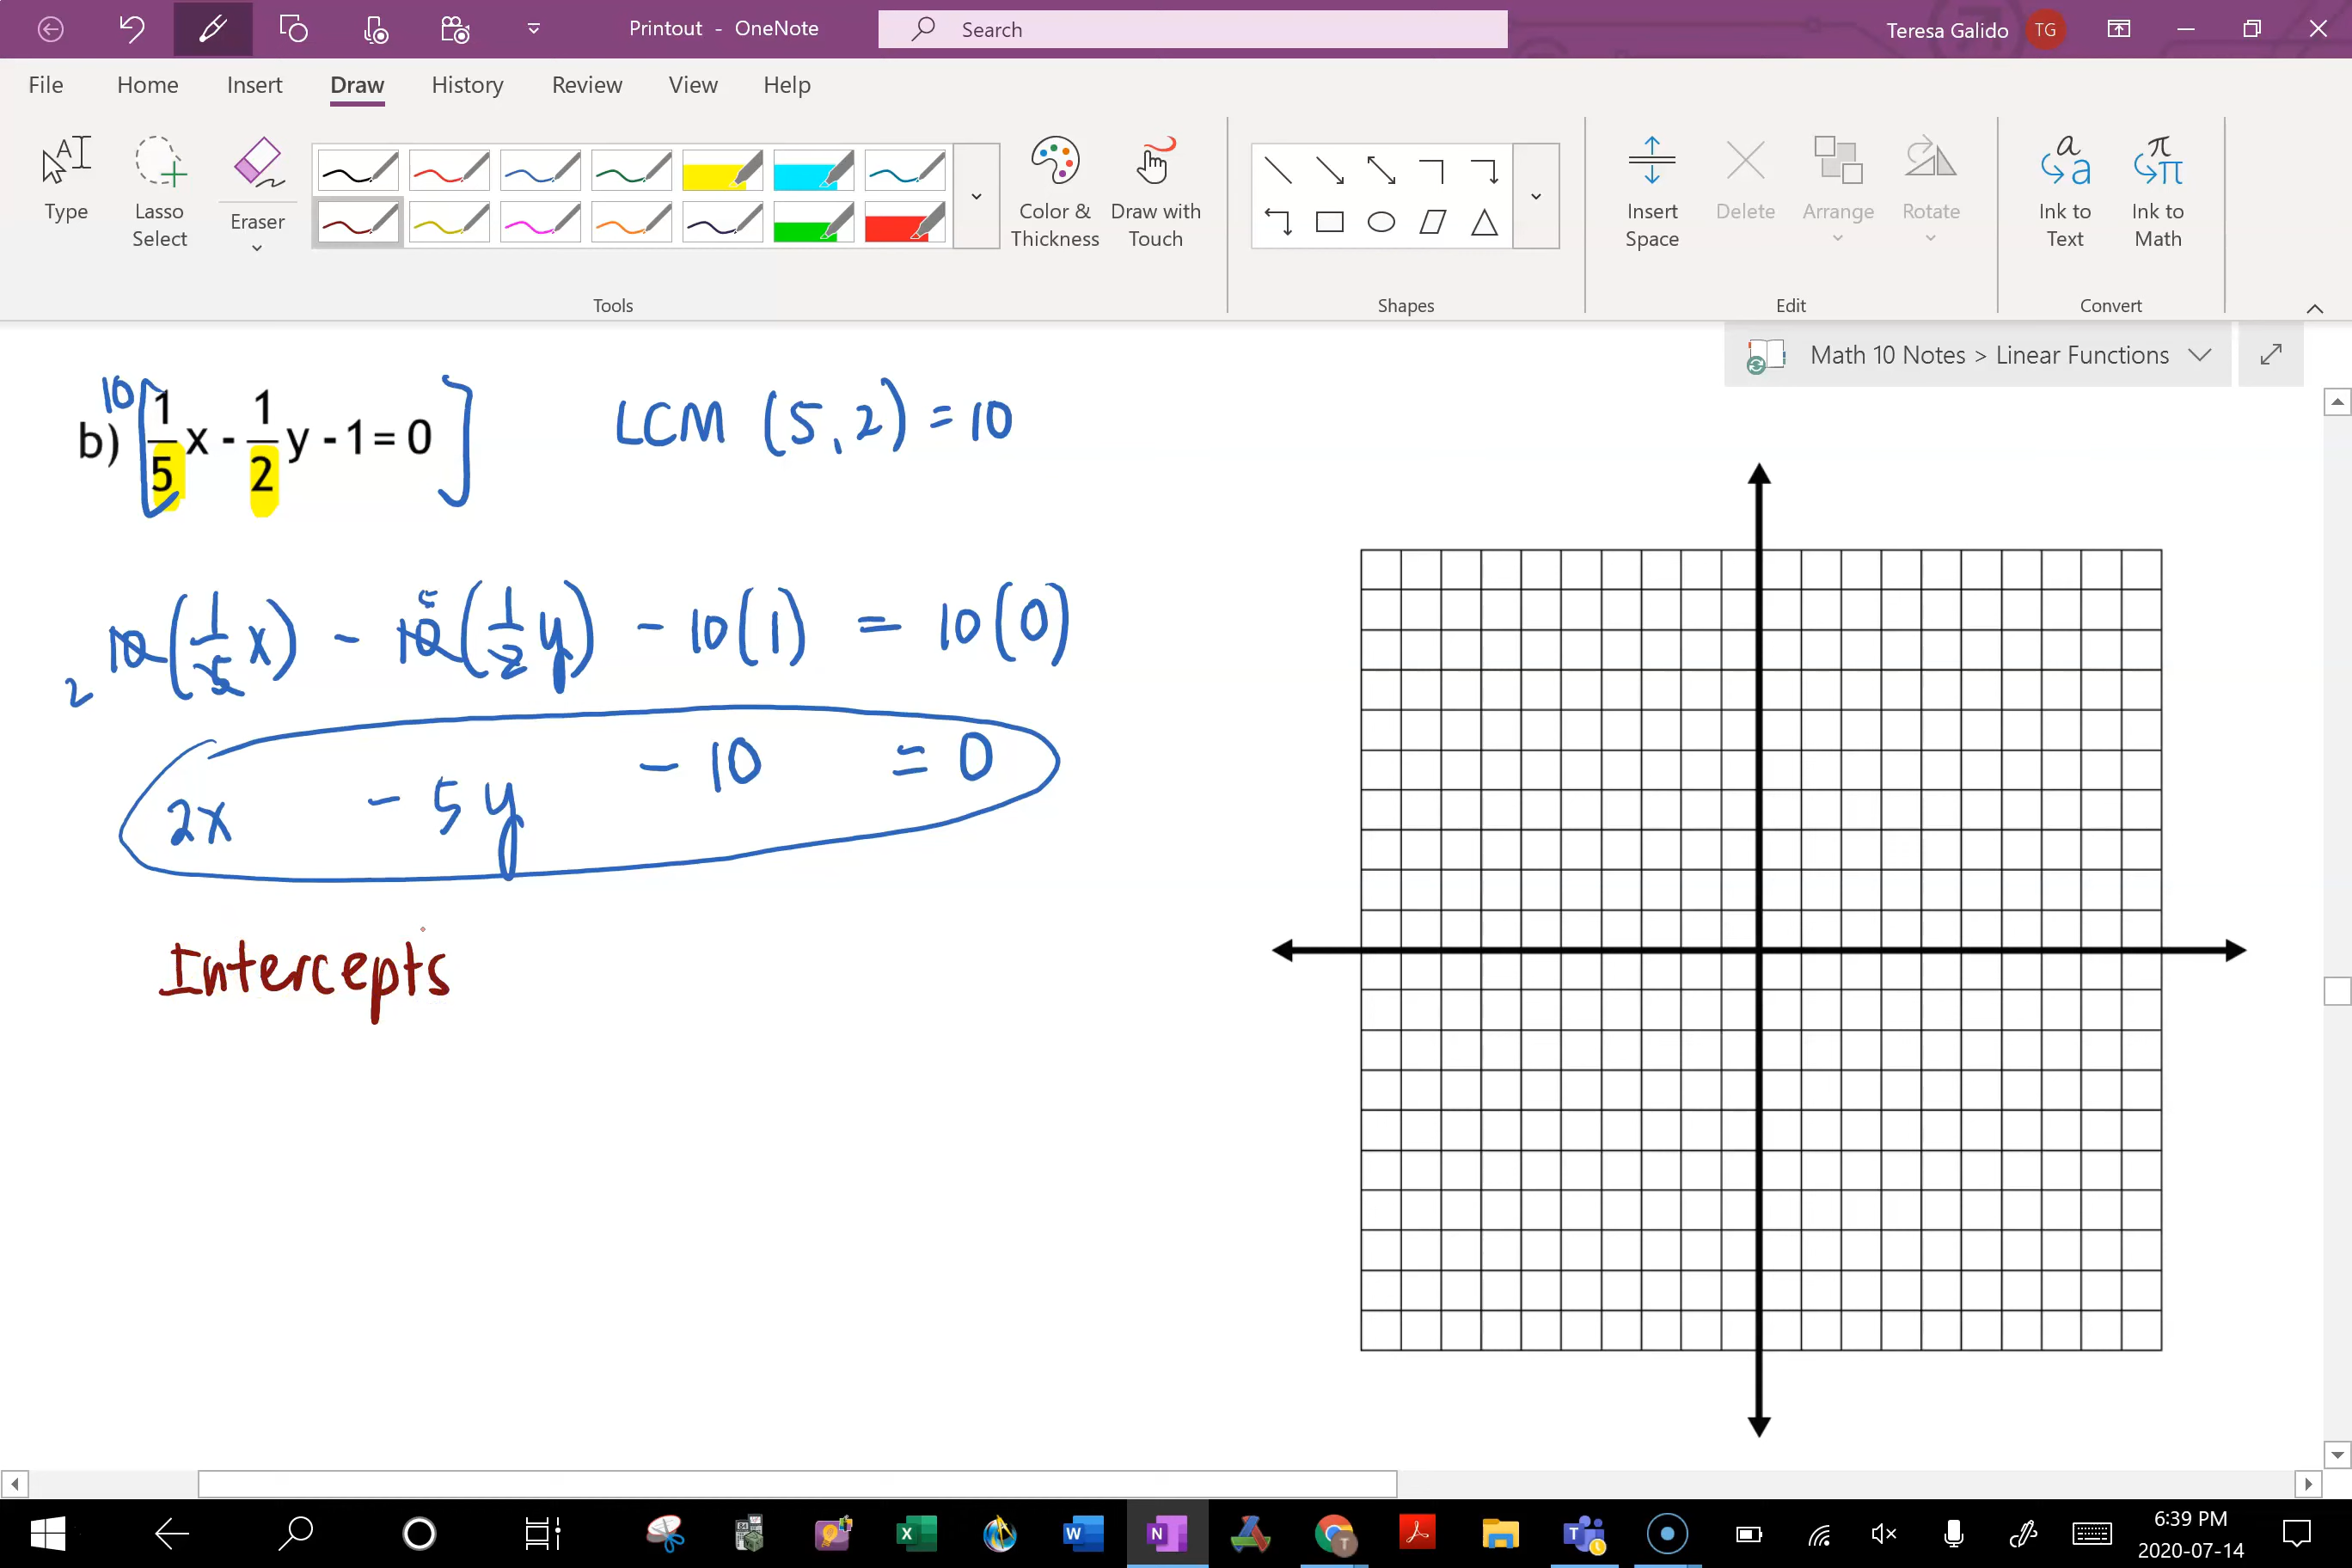 Printout - OneNote
Search
Teresa Galido TG
File Home Insert Draw History Review View Help
Type
Lasso Select
Eraser
Color & Thickness
Draw with Touch
Insert Space
Delete
Arrange
Rotate
Ink to Text
Ink to Math
Tools
Shapes
Edit
Convert
Math 10 Notes > Linear Functions
b) 10[1/5 x - 1/2 y - 1 = 0]
LCM (5, 2) = 10
2 10(1/5 x) - 10 5 (1/2 y) - 10(1) = 10(0)
2x - 5y - 10 = 0
Intercepts
6:39 PM
2020-07-14